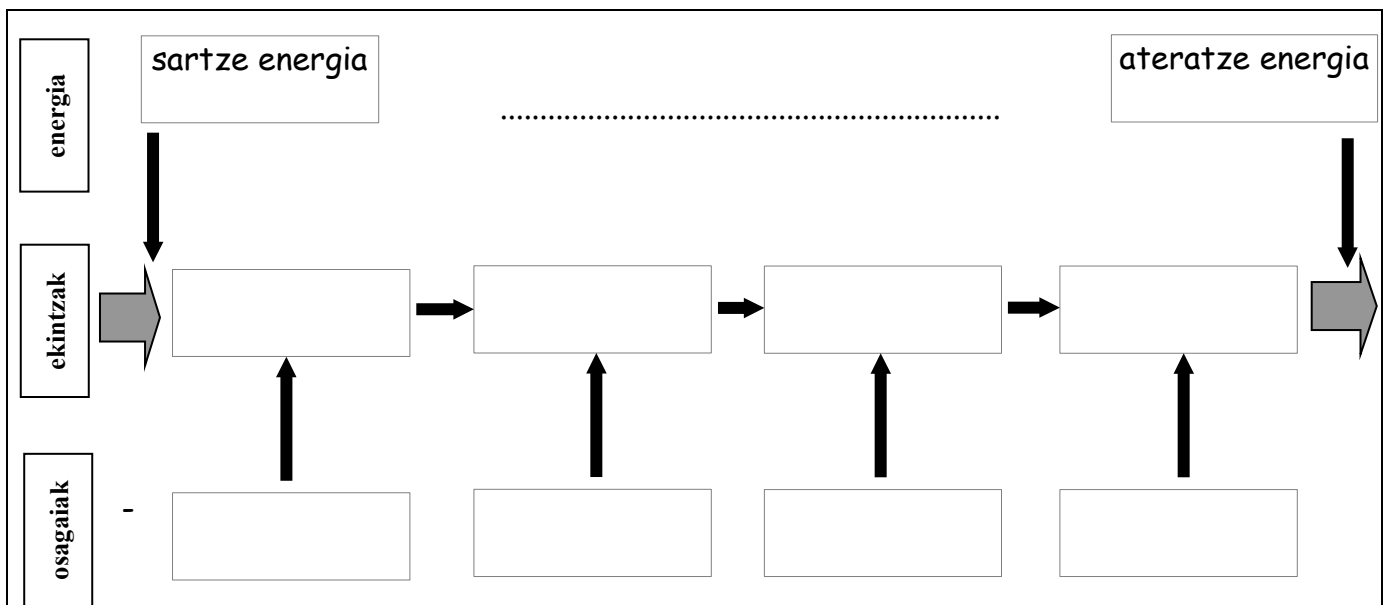 energia
sartze energia
ateratze energia
............................................................
ekintzak
osagaiak
-